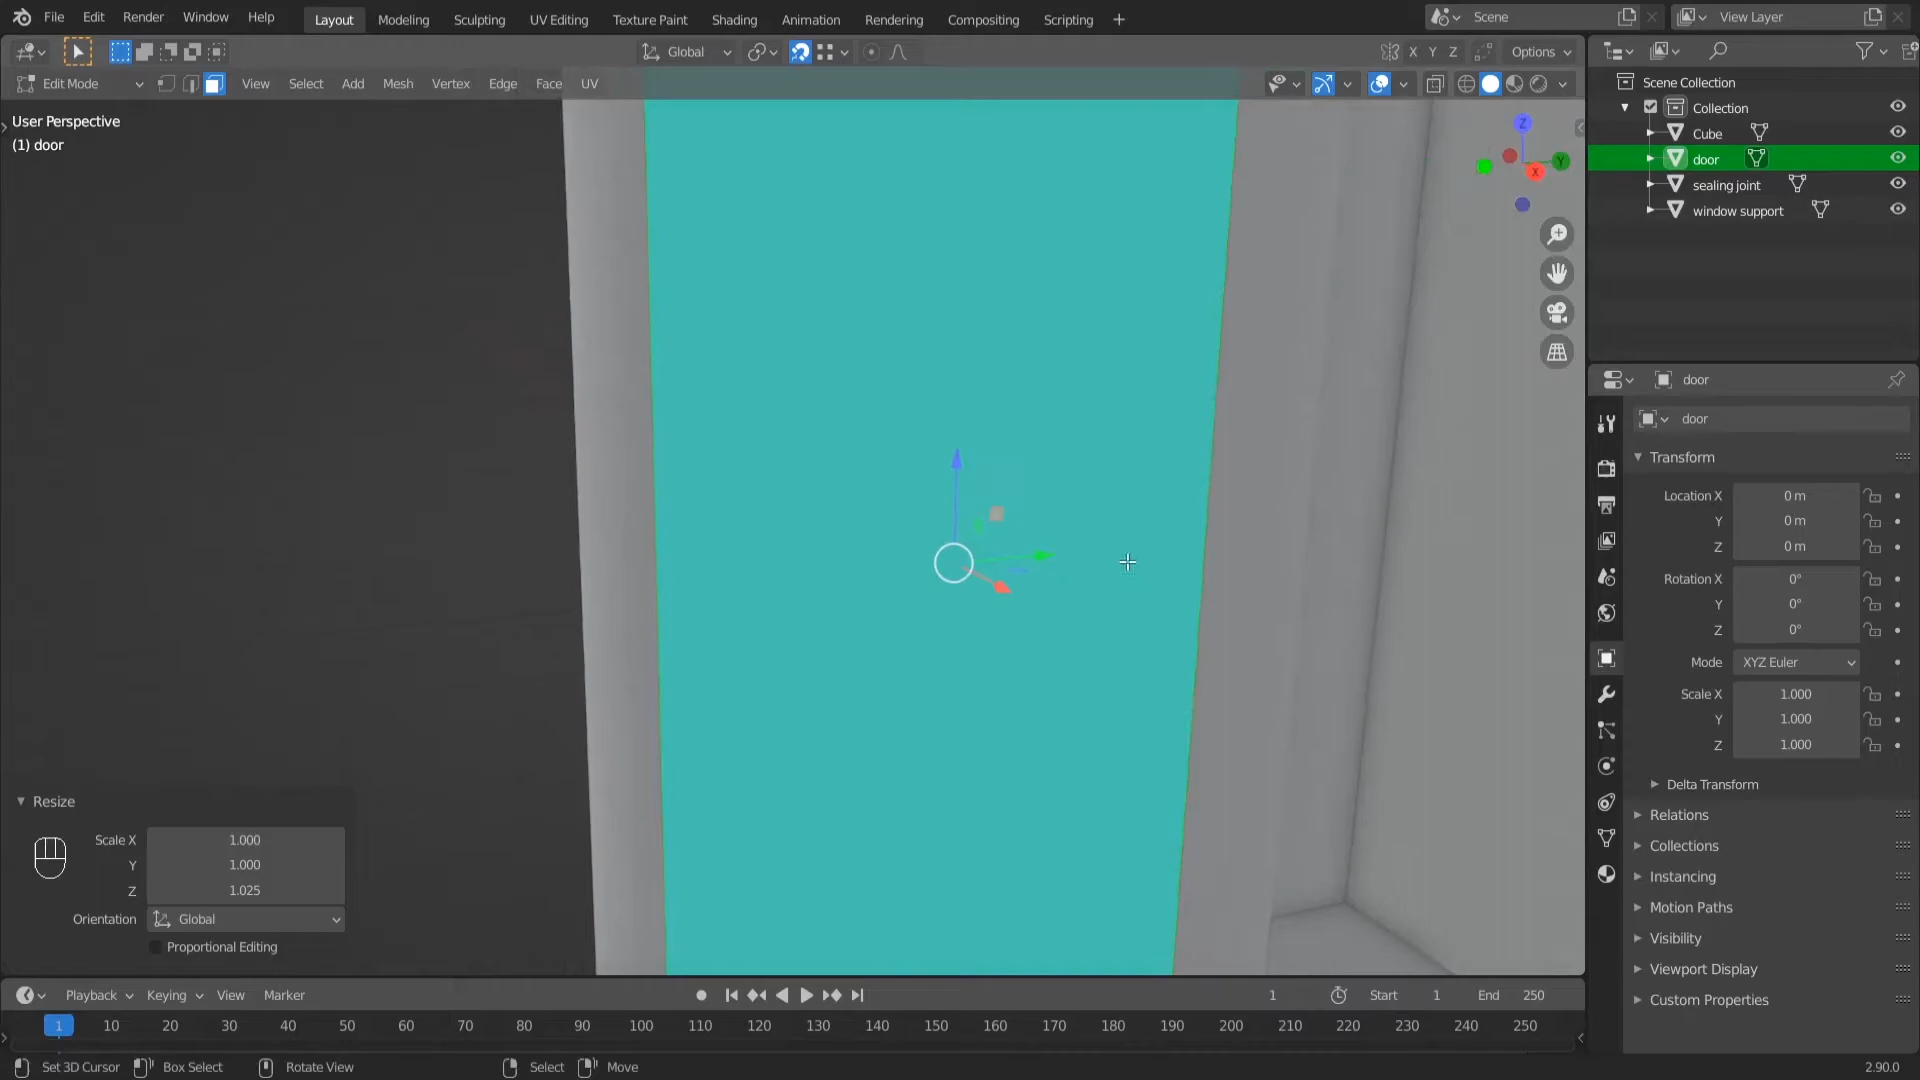 File Edit Render Window Help Layout Modeling Sculpting UV Editing Texture Paint Shading Animation Rendering Compositing Scripting + Scene View Layer
Global X Y Z Options
Edit Mode View Select Add Mesh Vertex Edge Face UV
User Perspective
(1) door
Z
Y
X
Scene Collection
Collection
Cube
door
sealing joint
window support
door
door
Transform
Location X 0 m
Y 0 m
Z 0 m
Rotation X 0°
Y 0°
Z 0°
Mode XYZ Euler
Scale X 1.000
Y 1.000
Z 1.000
Delta Transform
Relations
Collections
Instancing
Motion Paths
Visibility
Viewport Display
Custom Properties
Resize
Scale X 1.000
Y 1.000
Z 1.025
Orientation Global
Proportional Editing
Playback Keying View Marker 1 Start 1 End 250
1 10 20 30 40 50 60 70 80 90 100 110 120 130 140 150 160 170 180 190 200 210 220 230 240 250
Set 3D Cursor Box Select Rotate View Select Move 2.90.0